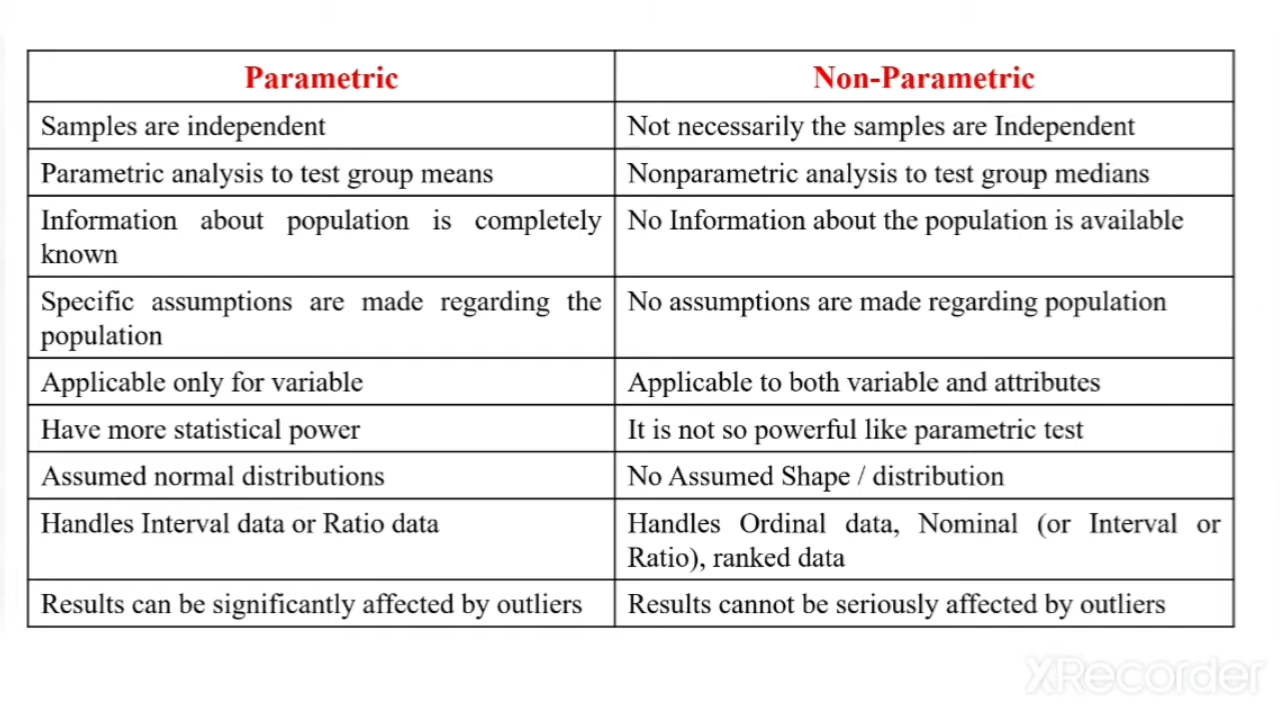 Parametric
Non-Parametric
Samples are independent
Not necessarily the samples are Independent
Parametric analysis to test group means
Nonparametric analysis to test group medians
Information about population is completely
known
No Information about the population is available
Specific assumptions are made regarding the
population
No assumptions are made regarding population
Applicable only for variable
Applicable to both variable and attributes
Have more statistical power
It is not so powerful like parametric test
Assumed normal distributions
No Assumed Shape / distribution
Handles Interval data or Ratio data
Handles Ordinal data, Nominal (or Interval or
Ratio), ranked data
Results can be significantly affected by outliers
Results cannot be seriously affected by outliers
XRecorder